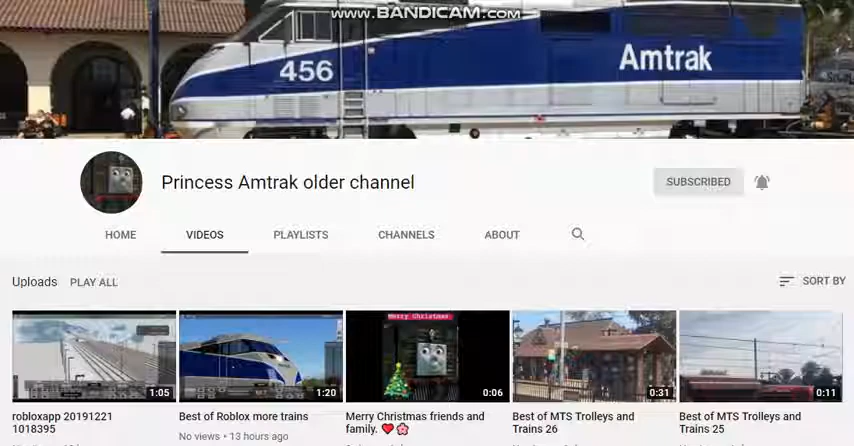 www.BANDICAM.com
456
Amtrak
Princess Amtrak older channel
SUBSCRIBED
HOME
VIDEOS
PLAYLISTS
CHANNELS
ABOUT
Uploads
PLAY ALL
SORT BY
Merry Christmas
1:05
1:20
0:06
0:31
0:11
robloxapp 20191221
1018395
Best of Roblox more trains
No views • 13 hours ago
Merry Christmas friends and
family. ❤️🌸
Best of MTS Trolleys and
Trains 26
Best of MTS Trolleys and
Trains 25